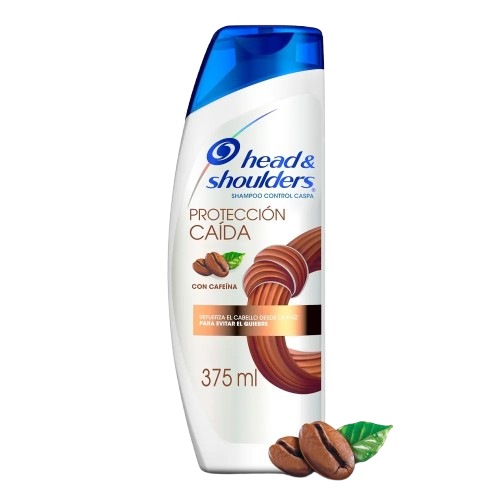 head &
shoulders®
SHAMPOO CONTROL CASPA
PROTECCIÓN
CAÍDA
CON CAFEÍNA
REFUERZA EL CABELLO DESDE LA RAÍZ
PARA EVITAR EL QUIEBRE
375 ml